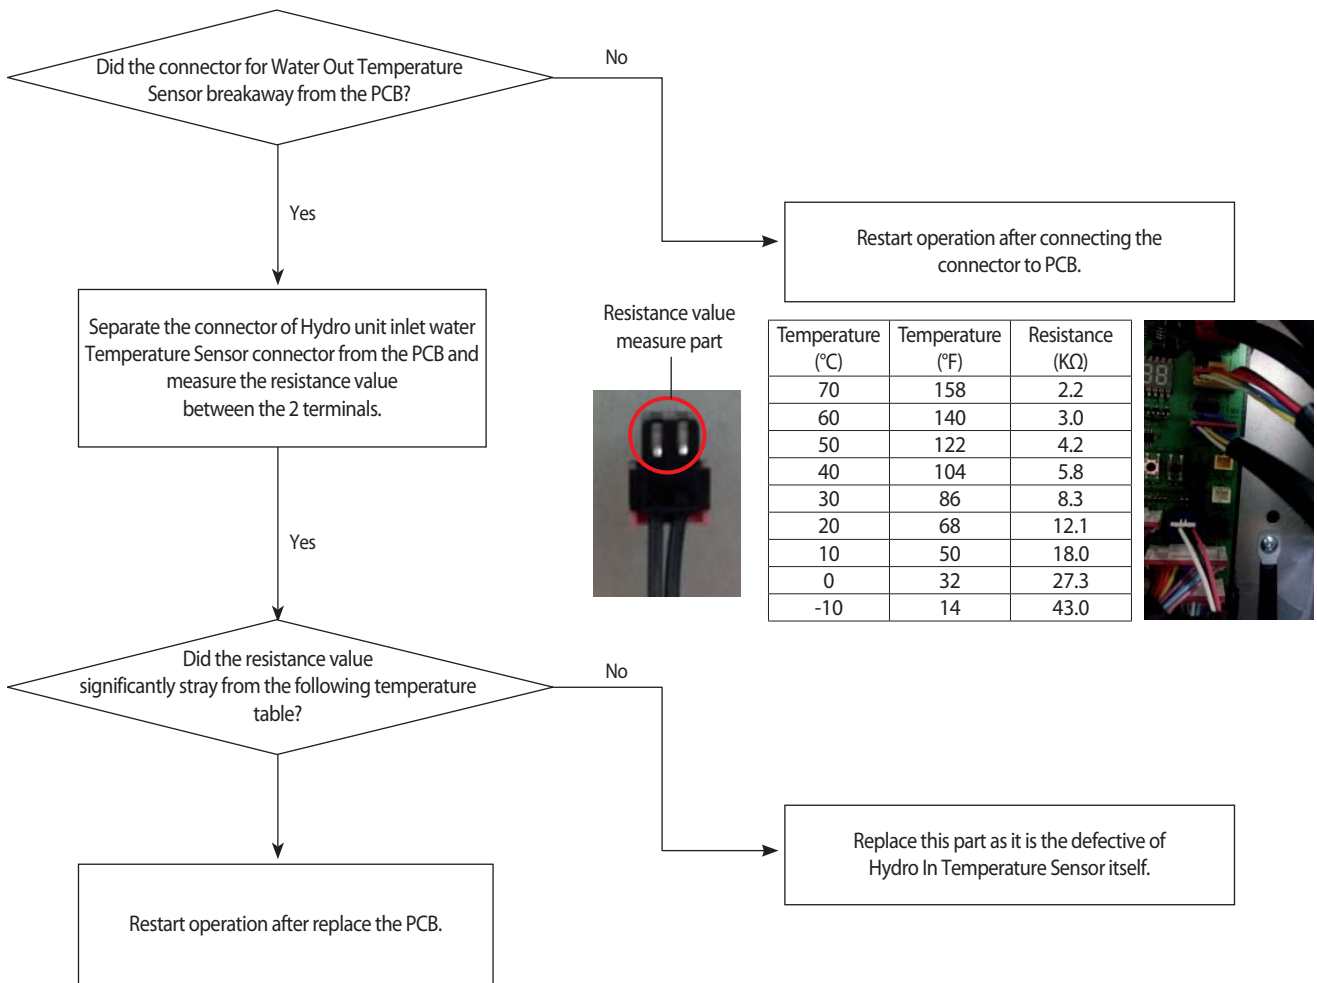 Did the connector for Water Out Temperature
Sensor breakaway from the PCB?
No
Yes
Restart operation after connecting the
connector to PCB.
Separate the connector of Hydro unit inlet water
Temperature Sensor connector from the PCB and
measure the resistance value
between the 2 terminals.
Resistance value
measure part
Temperature (°C) Temperature (°F) Resistance (KΩ)
70 158 2.2
60 140 3.0
50 122 4.2
40 104 5.8
30 86 8.3
20 68 12.1
10 50 18.0
0 32 27.3
-10 14 43.0
Yes
Did the resistance value
significantly stray from the following temperature
table?
No
Replace this part as it is the defective of
Hydro In Temperature Sensor itself.
Restart operation after replace the PCB.